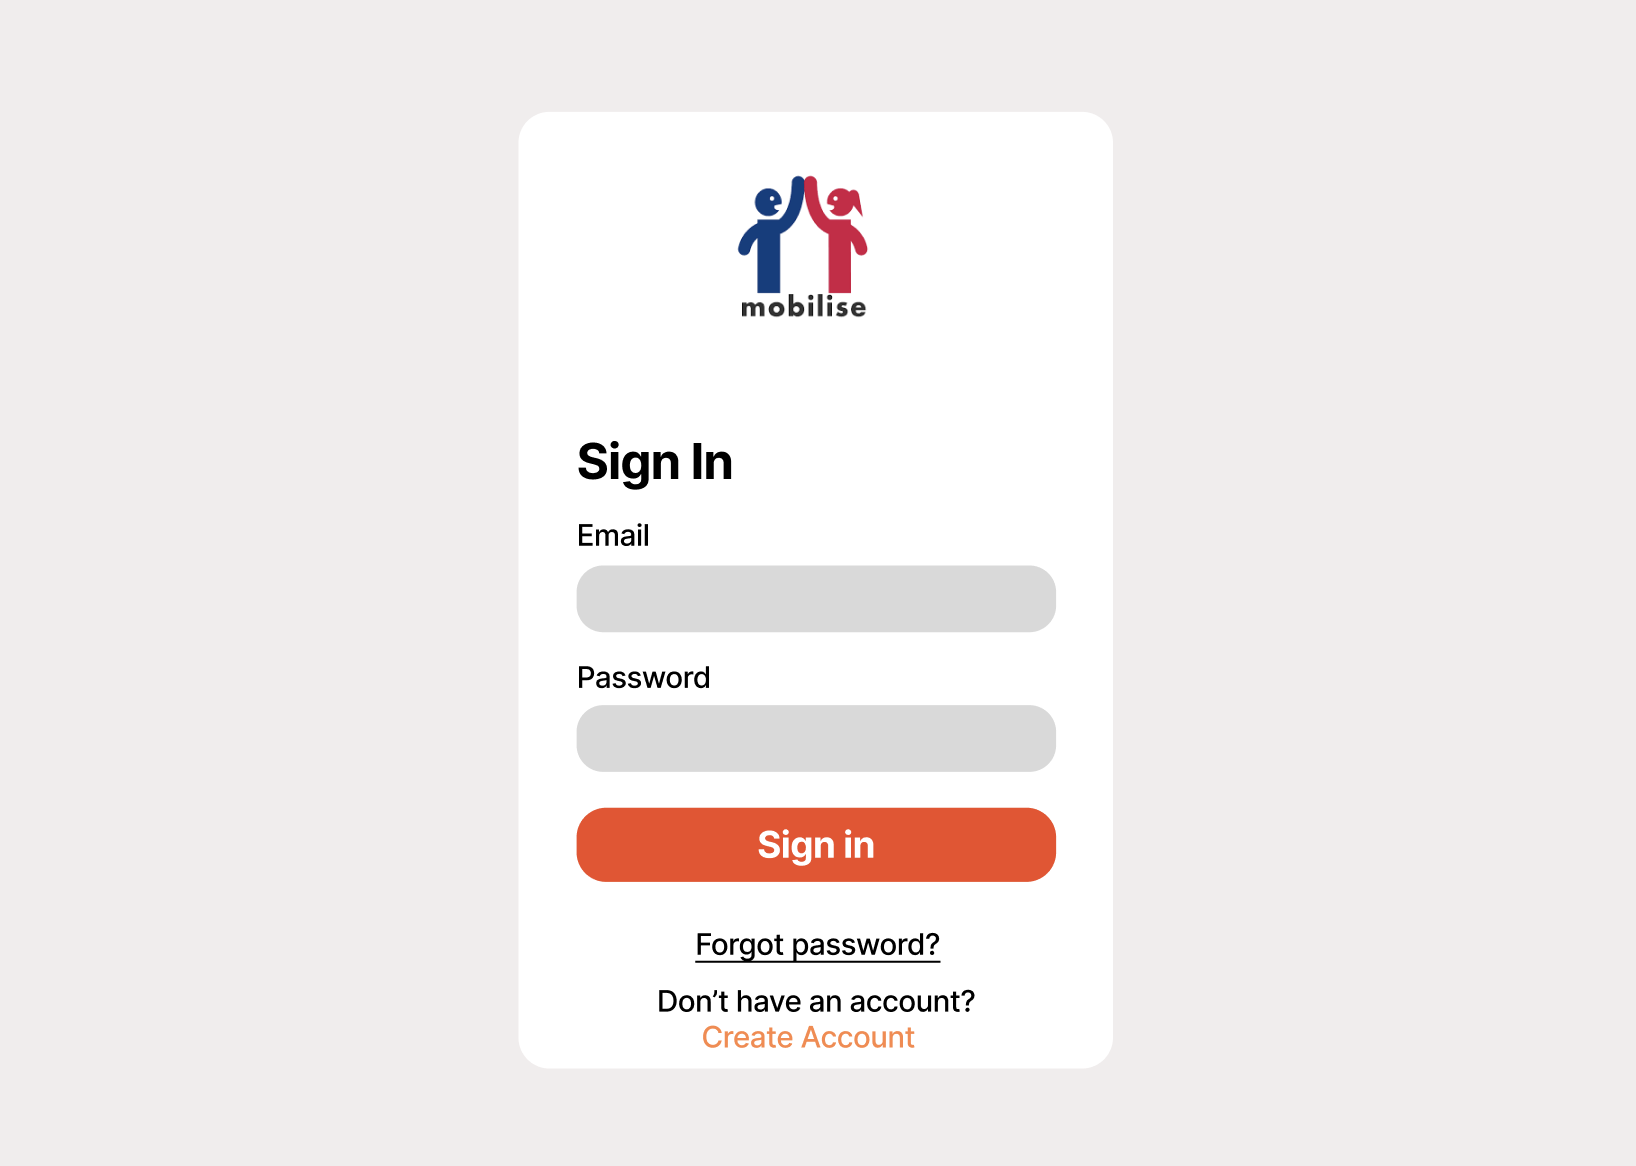 mobilise
Sign In
Email
Password
Sign in
Forgot password?
Don’t have an account?
Create Account